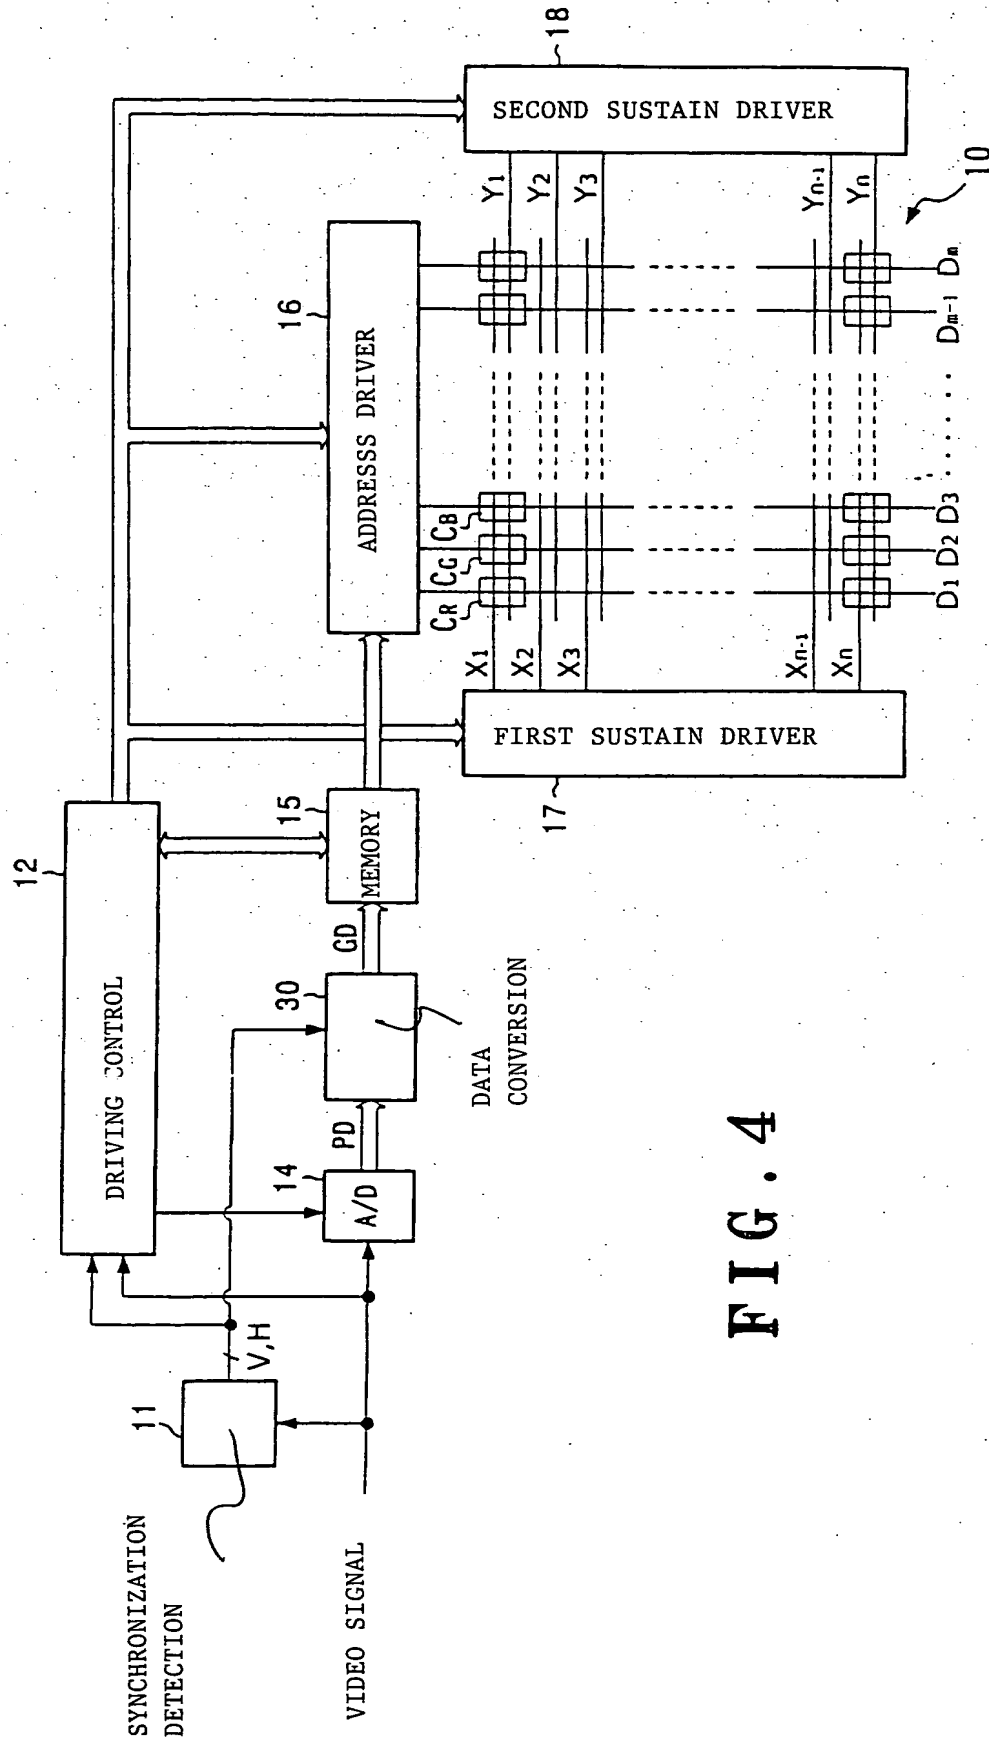 12
DRIVING CONTROL
SYNCHRONIZATION
DETECTION
11
V,H
VIDEO SIGNAL
14
A/D
PD
30
DATA
CONVERSION
GD
15
MEMORY
16
ADDRESSS DRIVER
17
FIRST SUSTAIN DRIVER
18
SECOND SUSTAIN DRIVER
CR
CG
CB
X1
X2
X3
Xn-1
Xn
Y1
Y2
Y3
Yn-1
Yn
D1
D2
D3
Dm-1
Dm
10
FIG. 4